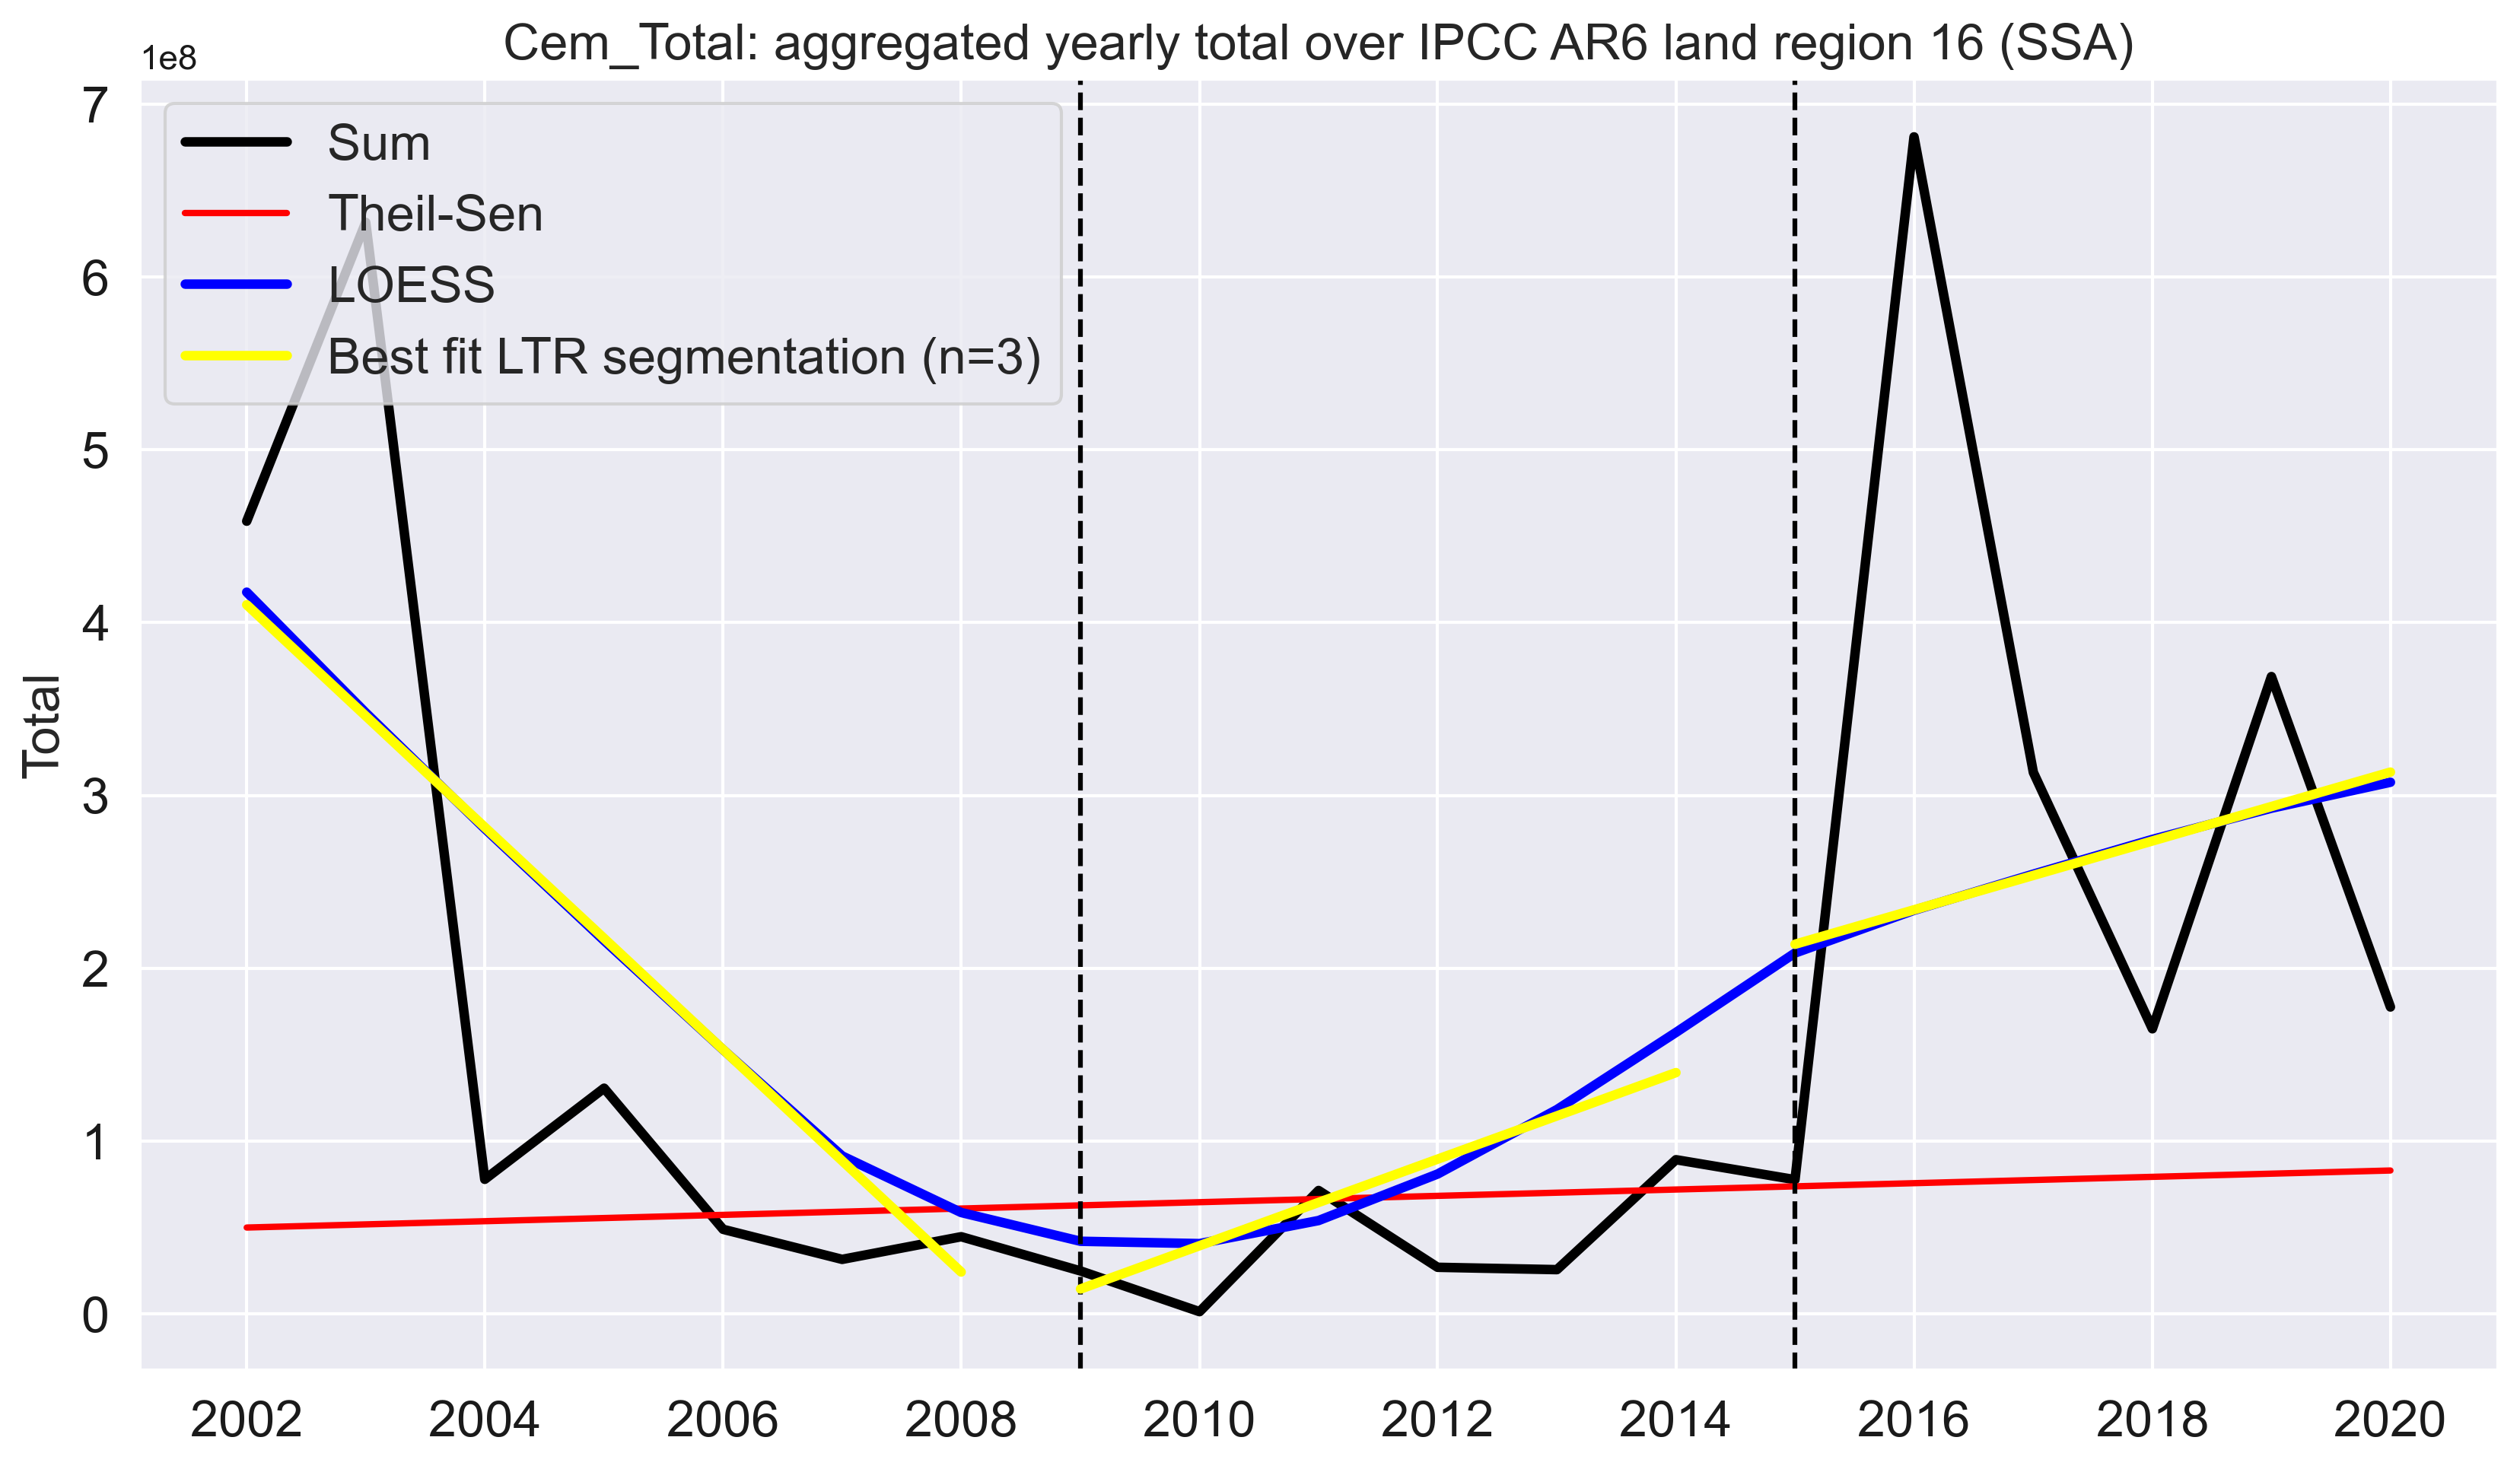 Cem_Total: aggregated yearly total over IPCC AR6 land region 16 (SSA)
1e8
7
6
5
4
3
2
1
0
Total
Sum
Theil-Sen
LOESS
Best fit LTR segmentation (n=3)
2002 2004 2006 2008 2010 2012 2014 2016 2018 2020